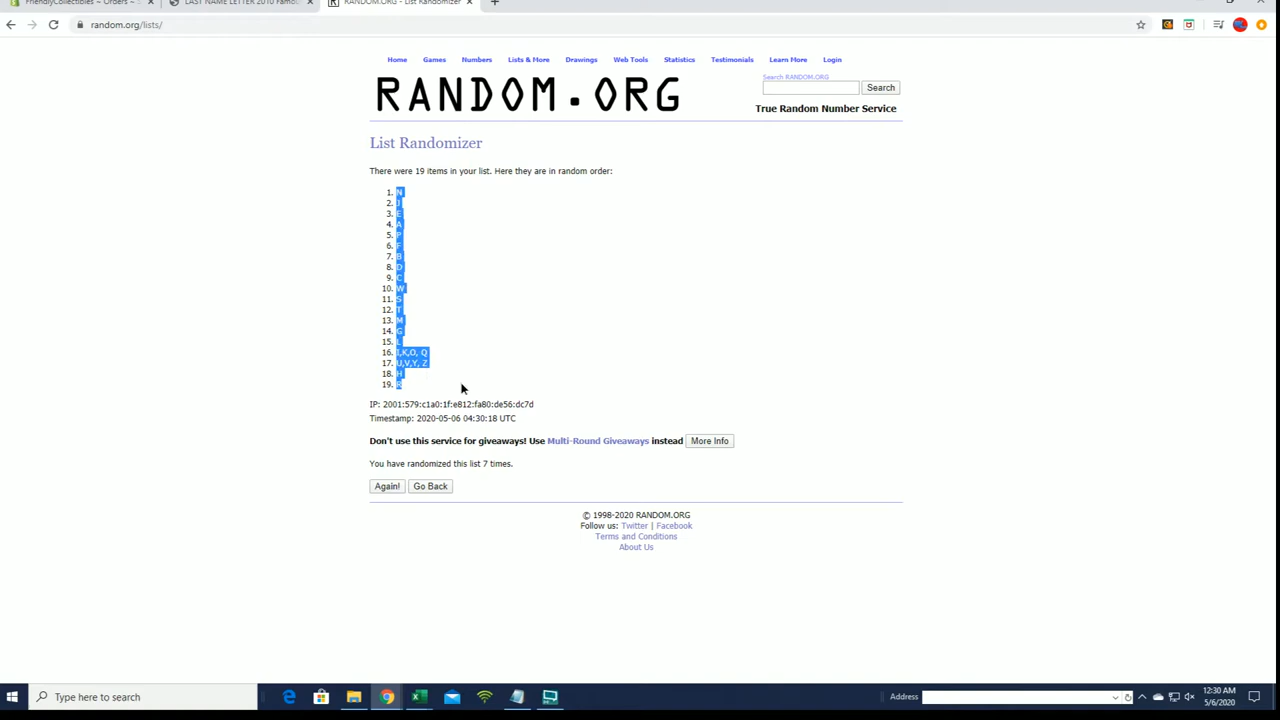 FriendlyCollectibles ~ Orders ~
LAST NAME LETTER 2010 Famou
RANDOM.ORG - List Randomizer
random.org/lists/
Home Games Numbers Lists & More Drawings Web Tools Statistics Testimonials Learn More Login
RANDOM.ORG
Search RANDOM.ORG
Search
True Random Number Service
List Randomizer
There were 19 items in your list. Here they are in random order:
1. N
2. J
3. E
4. A
5. P
6. F
7. B
8. D
9. C
10. W
11. S
12. T
13. M
14. G
15. L
16. I,K,O, Q
17. U,V,Y, Z
18. H
19. R
IP: 2001:579:c1a0:1f:e812:fa80:de56:dc7d
Timestamp: 2020-05-06 04:30:18 UTC
Don't use this service for giveaways! Use Multi-Round Giveaways instead More Info
You have randomized this list 7 times.
Again! Go Back
© 1998-2020 RANDOM.ORG
Follow us: Twitter | Facebook
Terms and Conditions
About Us
Type here to search
Address
12:30 AM
5/6/2020